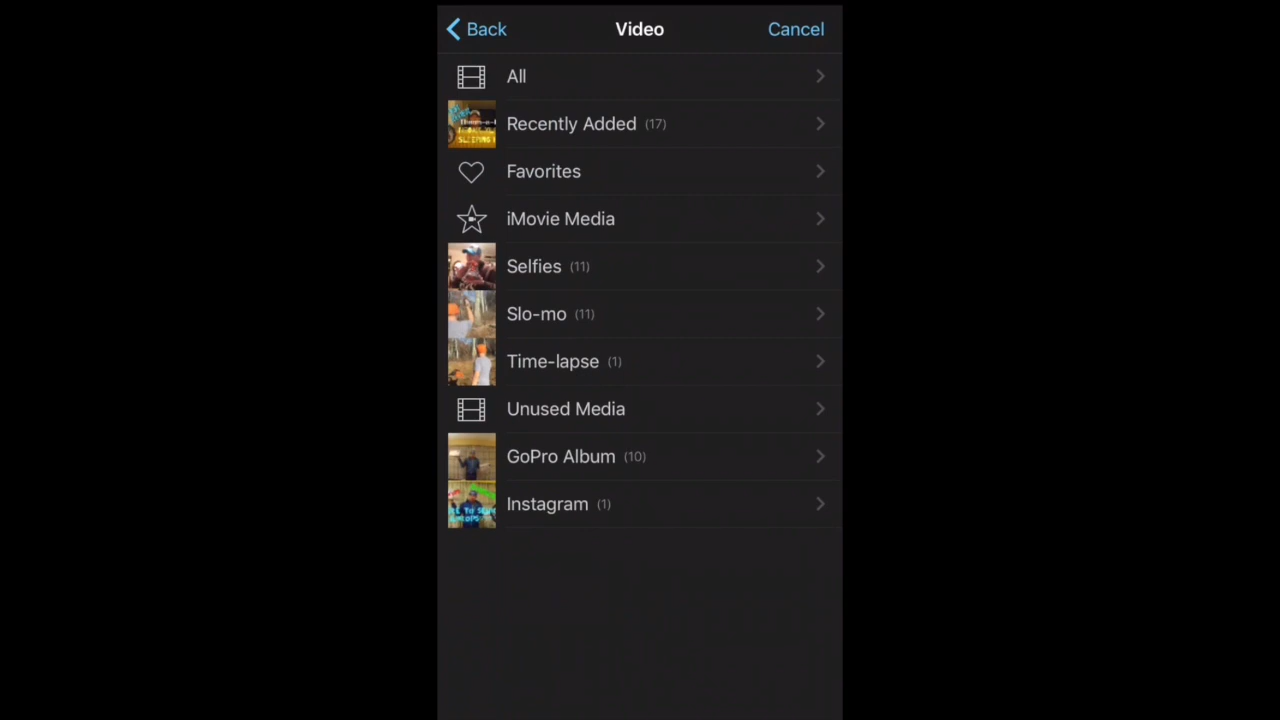 Back Video Cancel
All
Recently Added (17)
Favorites
iMovie Media
Selfies (11)
Slo-mo (11)
Time-lapse (1)
Unused Media
GoPro Album (10)
Instagram (1)